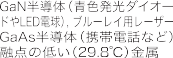 GaN半導体(青色発光ダイオー
ドやLED電球)，ブルーレイ用レーザー
GaAs半導体(携帯電話など)
融点の低い(29.8℃)金属